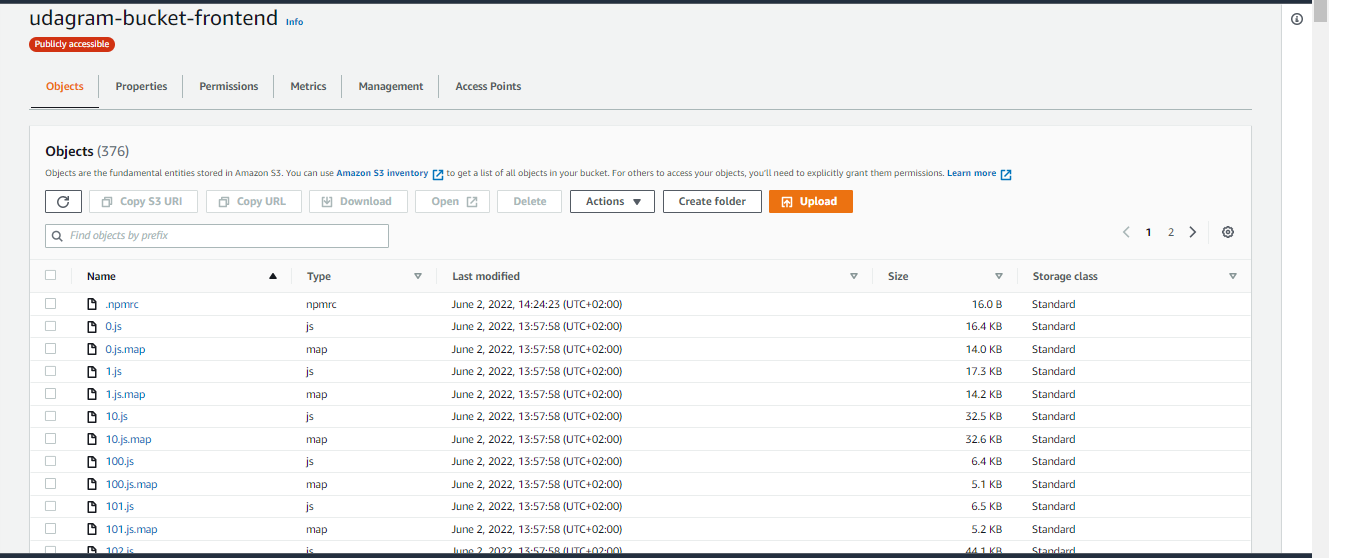 udagram-bucket-frontend Info
Publicly accessible
Objects Properties Permissions Metrics Management Access Points
Objects (376)
Objects are the fundamental entities stored in Amazon S3. You can use Amazon S3 inventory to get a list of all objects in your bucket. For others to access your objects, you'll need to explicitly grant them permissions. Learn more
Copy S3 URI Copy URL Download Open Delete Actions Create folder Upload
Find objects by prefix
1 2
Name Type Last modified Size Storage class
.npmrc npmrc June 2, 2022, 14:24:23 (UTC+02:00) 16.0 B Standard
0.js js June 2, 2022, 13:57:58 (UTC+02:00) 16.4 KB Standard
0.js.map map June 2, 2022, 13:57:58 (UTC+02:00) 14.0 KB Standard
1.js js June 2, 2022, 13:57:58 (UTC+02:00) 17.3 KB Standard
1.js.map map June 2, 2022, 13:57:58 (UTC+02:00) 14.2 KB Standard
10.js js June 2, 2022, 13:57:58 (UTC+02:00) 32.5 KB Standard
10.js.map map June 2, 2022, 13:57:58 (UTC+02:00) 32.6 KB Standard
100.js js June 2, 2022, 13:57:58 (UTC+02:00) 6.4 KB Standard
100.js.map map June 2, 2022, 13:57:58 (UTC+02:00) 5.1 KB Standard
101.js js June 2, 2022, 13:57:58 (UTC+02:00) 6.5 KB Standard
101.js.map map June 2, 2022, 13:57:58 (UTC+02:00) 5.2 KB Standard
102.js js June 2, 2022, 13:57:58 (UTC+02:00) 44.1 KB Standard